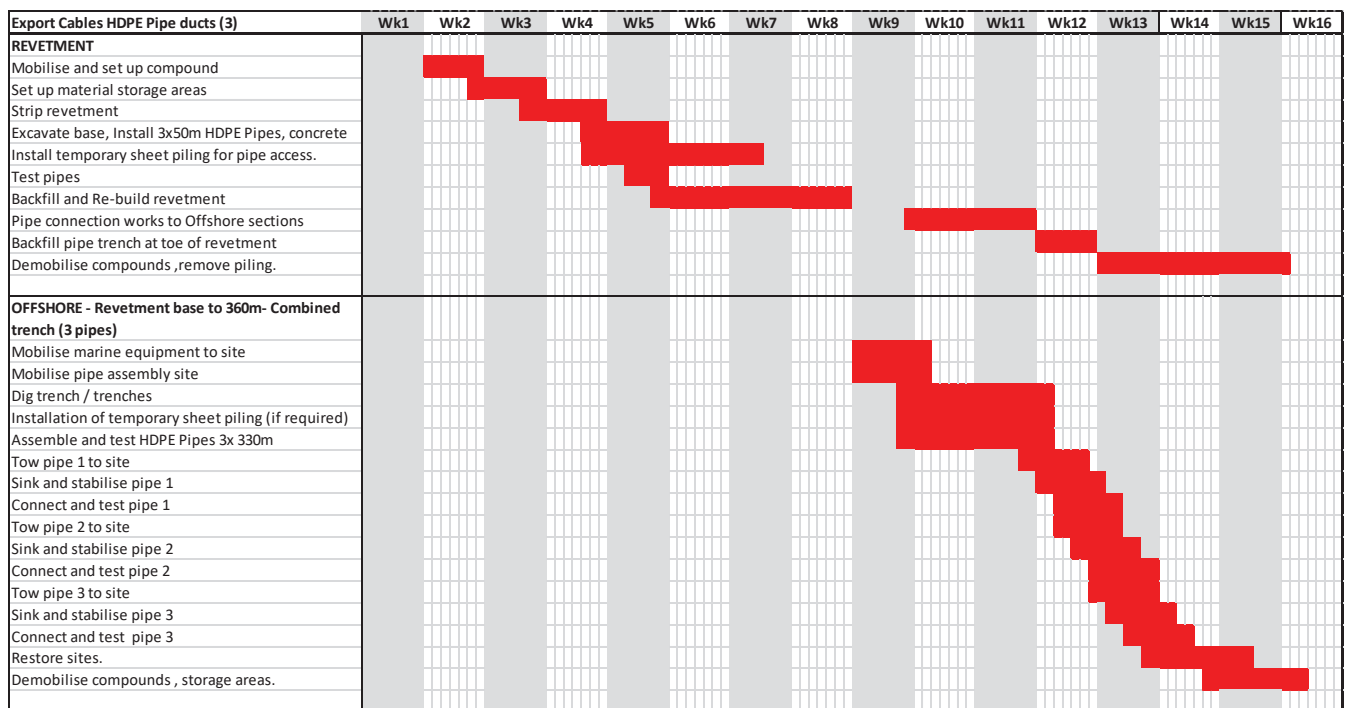 Export Cables HDPE Pipe ducts (3) Wk1 Wk2 Wk3 Wk4 Wk5 Wk6 Wk7 Wk8 Wk9 Wk10 Wk11 Wk12 Wk13 Wk14 Wk15 Wk16
REVETMENT
Mobilise and set up compound
Set up material storage areas
Strip revetment
Excavate base, Install 3x50m HDPE Pipes, concrete
Install temporary sheet piling for pipe access.
Test pipes
Backfill and Re-build revetment
Pipe connection works to Offshore sections
Backfill pipe trench at toe of revetment
Demobilise compounds ,remove piling.
OFFSHORE - Revetment base to 360m- Combined
trench (3 pipes)
Mobilise marine equipment to site
Mobilise pipe assembly site
Dig trench / trenches
Installation of temporary sheet piling (if required)
Assemble and test HDPE Pipes 3x 330m
Tow pipe 1 to site
Sink and stabilise pipe 1
Connect and test pipe 1
Tow pipe 2 to site
Sink and stabilise pipe 2
Connect and test pipe 2
Tow pipe 3 to site
Sink and stabilise pipe 3
Connect and test pipe 3
Restore sites.
Demobilise compounds , storage areas.